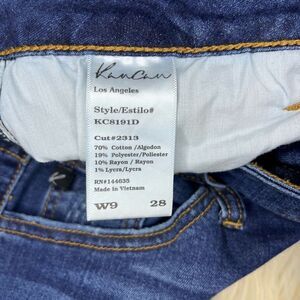 KanCan
Los Angeles
Style/Estilo#
KC8191D
Cut#2313
70% Cotton /Algodon
19% Polyester/Poliester
10% Rayon / Rayon
1% Lycra/Lycra
RN#144635
Made in Vietnam
W9 28